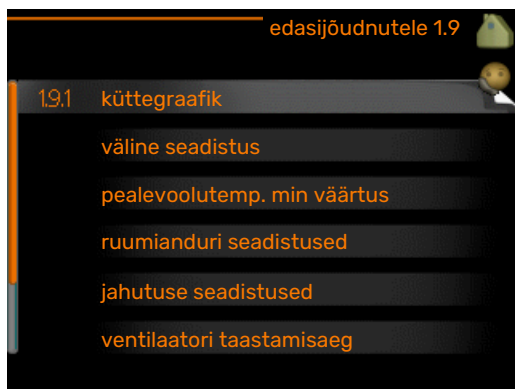 edasijõudnutele 1.9
1.9.1 küttegraafik
väline seadistus
pealevoolutemp. min väärtus
ruumianduri seadistused
jahutuse seadistused
ventilaatori taastamisaeg